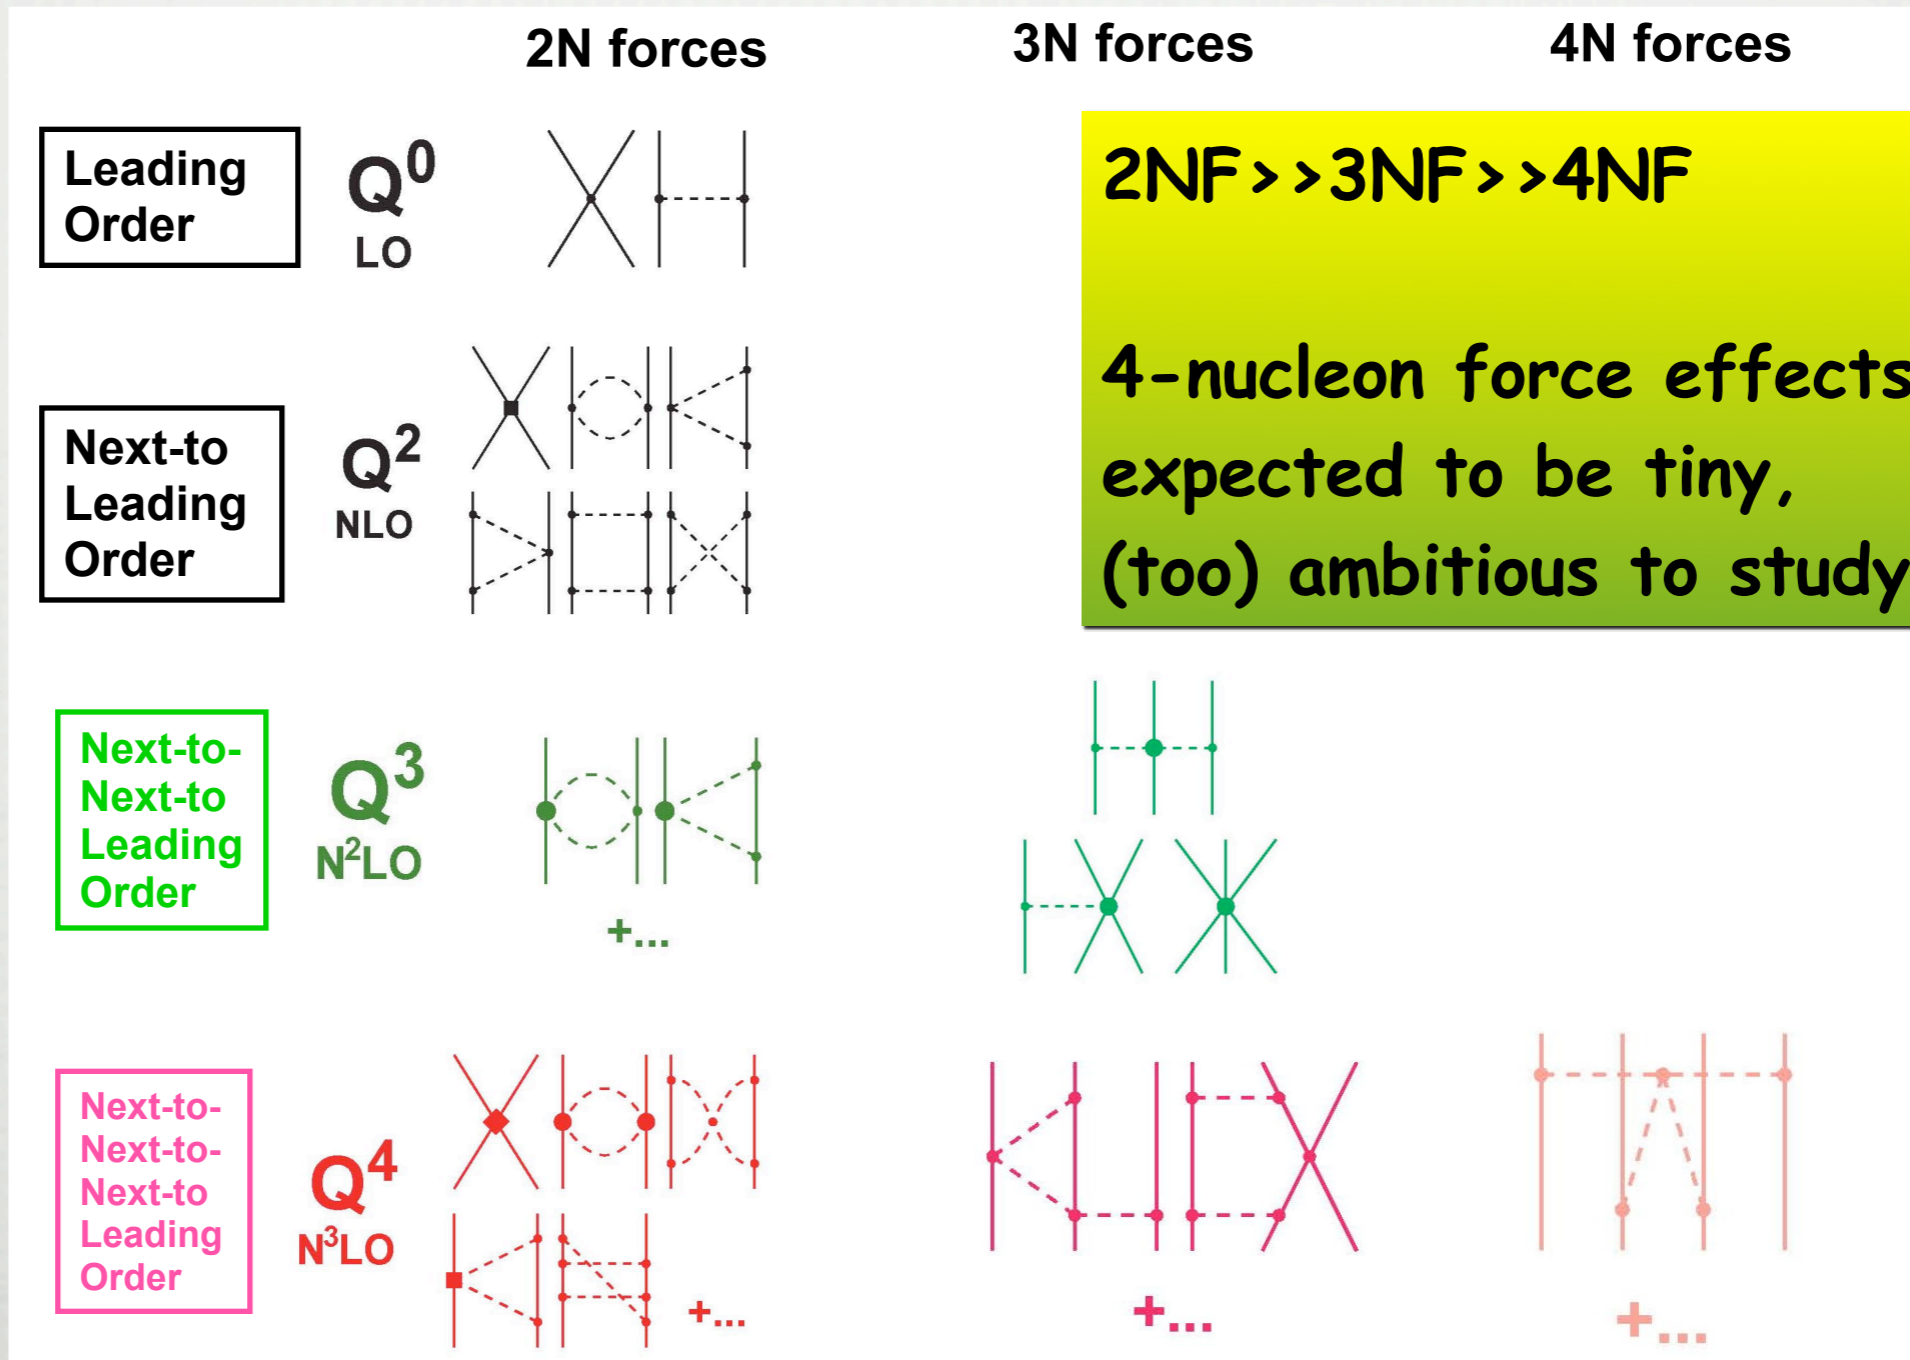 2N forces
3N forces
4N forces
Leading
Order
Q⁰
LO
2NF>>3NF>>4NF
4-nucleon force effects
expected to be tiny,
(too) ambitious to study
Next-to
Leading
Order
Q²
NLO
Next-to-
Next-to
Leading
Order
Q³
N²LO
+...
Next-to-
Next-to-
Next-to
Leading
Order
Q⁴
N³LO
+...
+...
+...